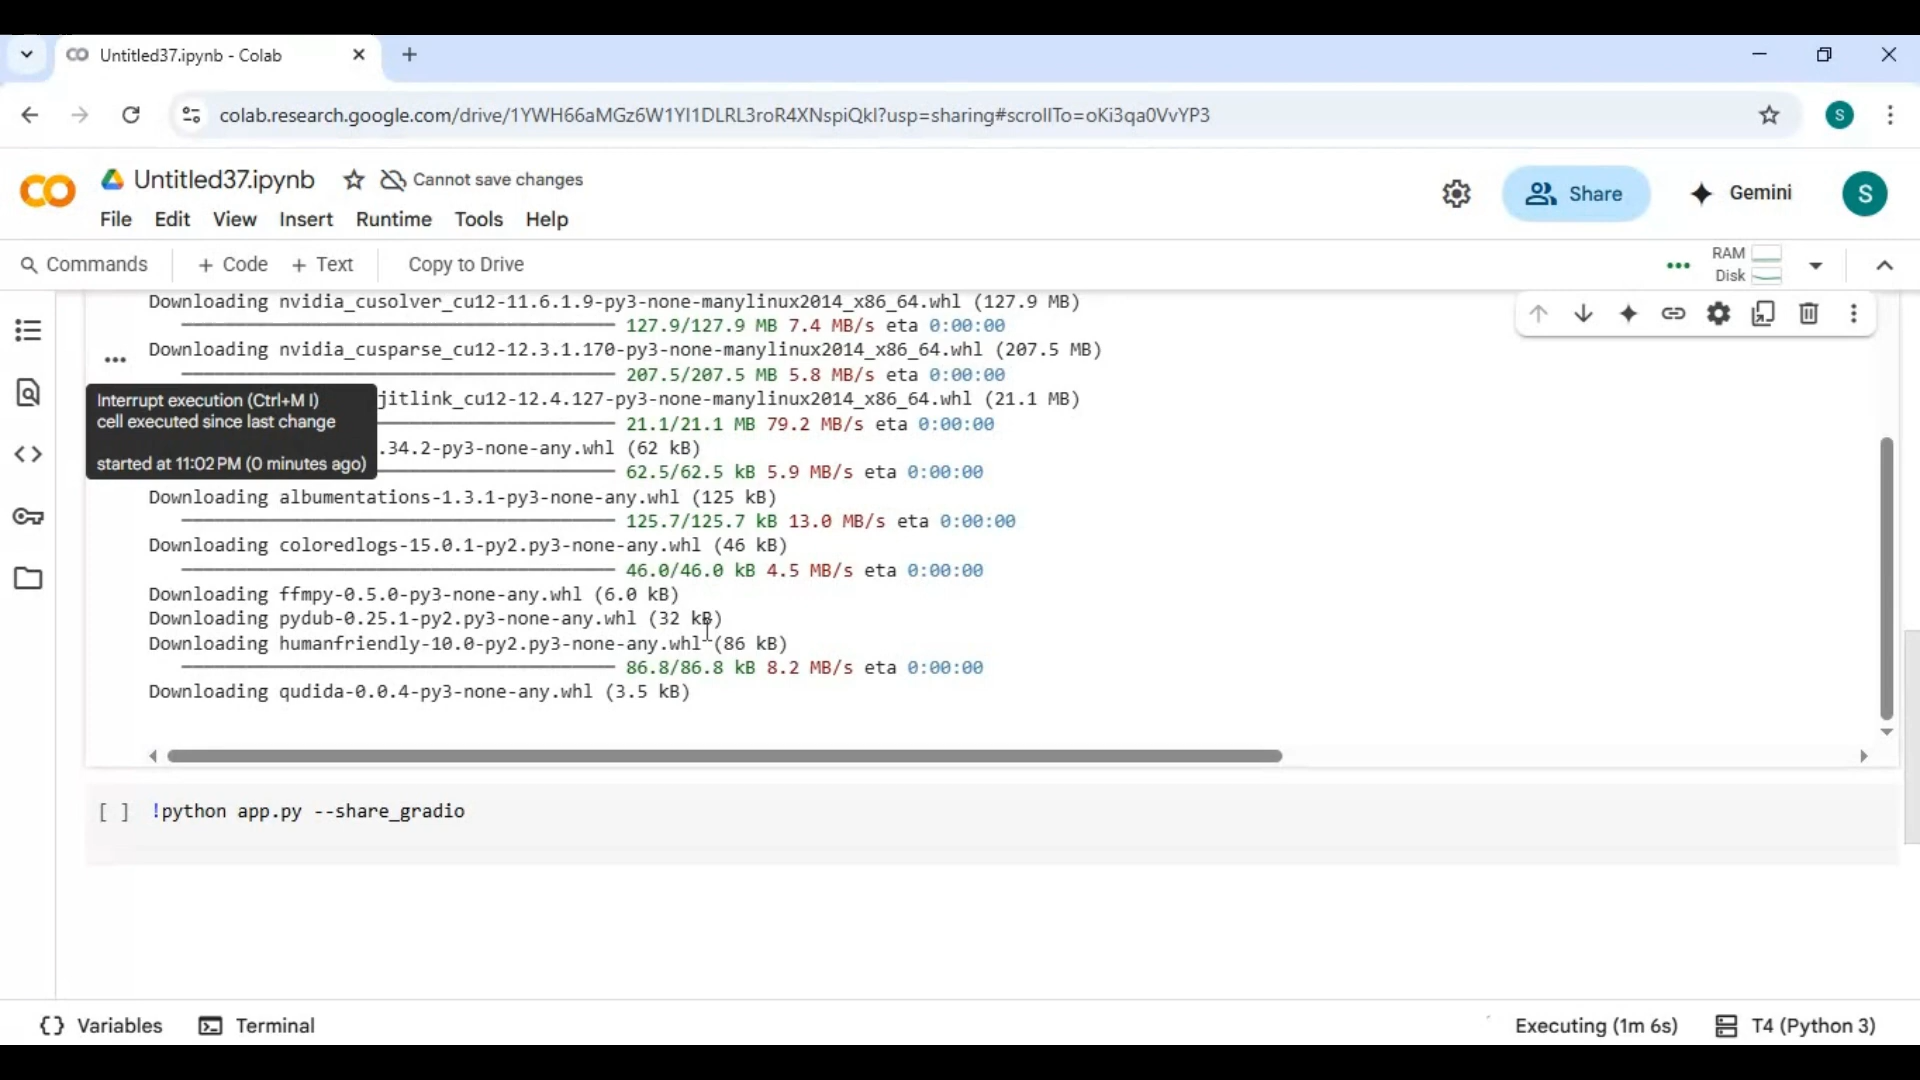 Untitled37.ipynb - Colab
colab.research.google.com/drive/1YWH66aMGz6W1YI1DLRL3roR4XNspiQkI?usp=sharing#scrollTo=oKi3qa0VvYP3
S
CO
Untitled37.ipynb
Cannot save changes
Share
Gemini
S
File Edit View Insert Runtime Tools Help
Commands + Code + Text Copy to Drive
RAM
Disk
Downloading nvidia_cusolver_cu12-11.6.1.9-py3-none-manylinux2014_x86_64.whl (127.9 MB)
127.9/127.9 MB 7.4 MB/s eta 0:00:00
Downloading nvidia_cusparse_cu12-12.3.1.170-py3-none-manylinux2014_x86_64.whl (207.5 MB)
207.5/207.5 MB 5.8 MB/s eta 0:00:00
Interrupt execution (Ctrl+M I)
cell executed since last change
started at 11:02 PM (0 minutes ago)
jitlink_cu12-12.4.127-py3-none-manylinux2014_x86_64.whl (21.1 MB)
21.1/21.1 MB 79.2 MB/s eta 0:00:00
.34.2-py3-none-any.whl (62 kB)
62.5/62.5 kB 5.9 MB/s eta 0:00:00
Downloading albumentations-1.3.1-py3-none-any.whl (125 kB)
125.7/125.7 kB 13.0 MB/s eta 0:00:00
Downloading coloredlogs-15.0.1-py2.py3-none-any.whl (46 kB)
46.0/46.0 kB 4.5 MB/s eta 0:00:00
Downloading ffmpy-0.5.0-py3-none-any.whl (6.0 kB)
Downloading pydub-0.25.1-py2.py3-none-any.whl (32 kB)
Downloading humanfriendly-10.0-py2.py3-none-any.whl (86 kB)
86.8/86.8 kB 8.2 MB/s eta 0:00:00
Downloading qudida-0.0.4-py3-none-any.whl (3.5 kB)
[ ] !python app.py --share_gradio
Variables Terminal
Executing (1m 6s) T4 (Python 3)